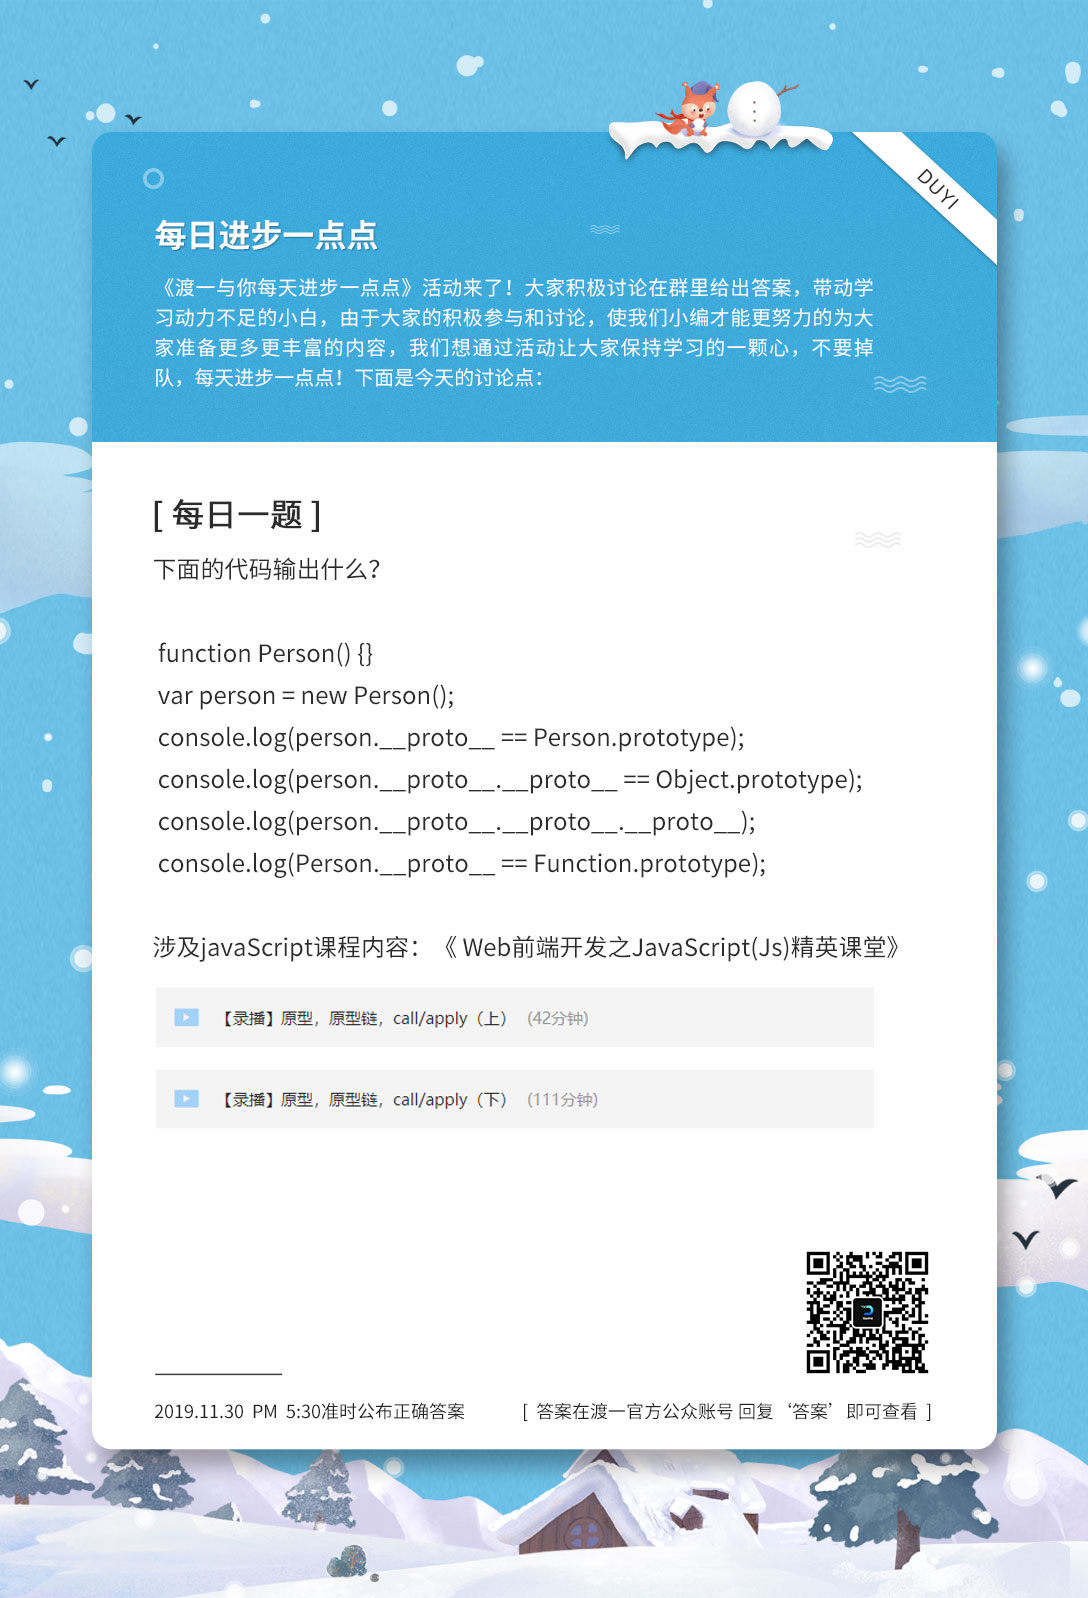 DUYI
每日进步一点点
《渡一与你每天进步一点点》活动来了！大家积极讨论在群里给出答案，带动学
习动力不足的小白，由于大家的积极参与和讨论，使我们小编才能更努力的为大
家准备更多更丰富的内容，我们想通过活动让大家保持学习的一颗心，不要掉
队，每天进步一点点！下面是今天的讨论点：
[ 每日一题 ]
下面的代码输出什么？
function Person() {}
var person = new Person();
console.log(person.__proto__ == Person.prototype);
console.log(person.__proto__.__proto__ == Object.prototype);
console.log(person.__proto__.__proto__.__proto__);
console.log(Person.__proto__ == Function.prototype);
涉及javaScript课程内容：《 Web前端开发之JavaScript(Js)精英课堂》
【录播】原型，原型链，call/apply（上） (42分钟)
【录播】原型，原型链，call/apply（下） (111分钟)
2019.11.30 PM 5:30准时公布正确答案
[ 答案在渡一官方公众账号 回复‘答案’即可查看 ]